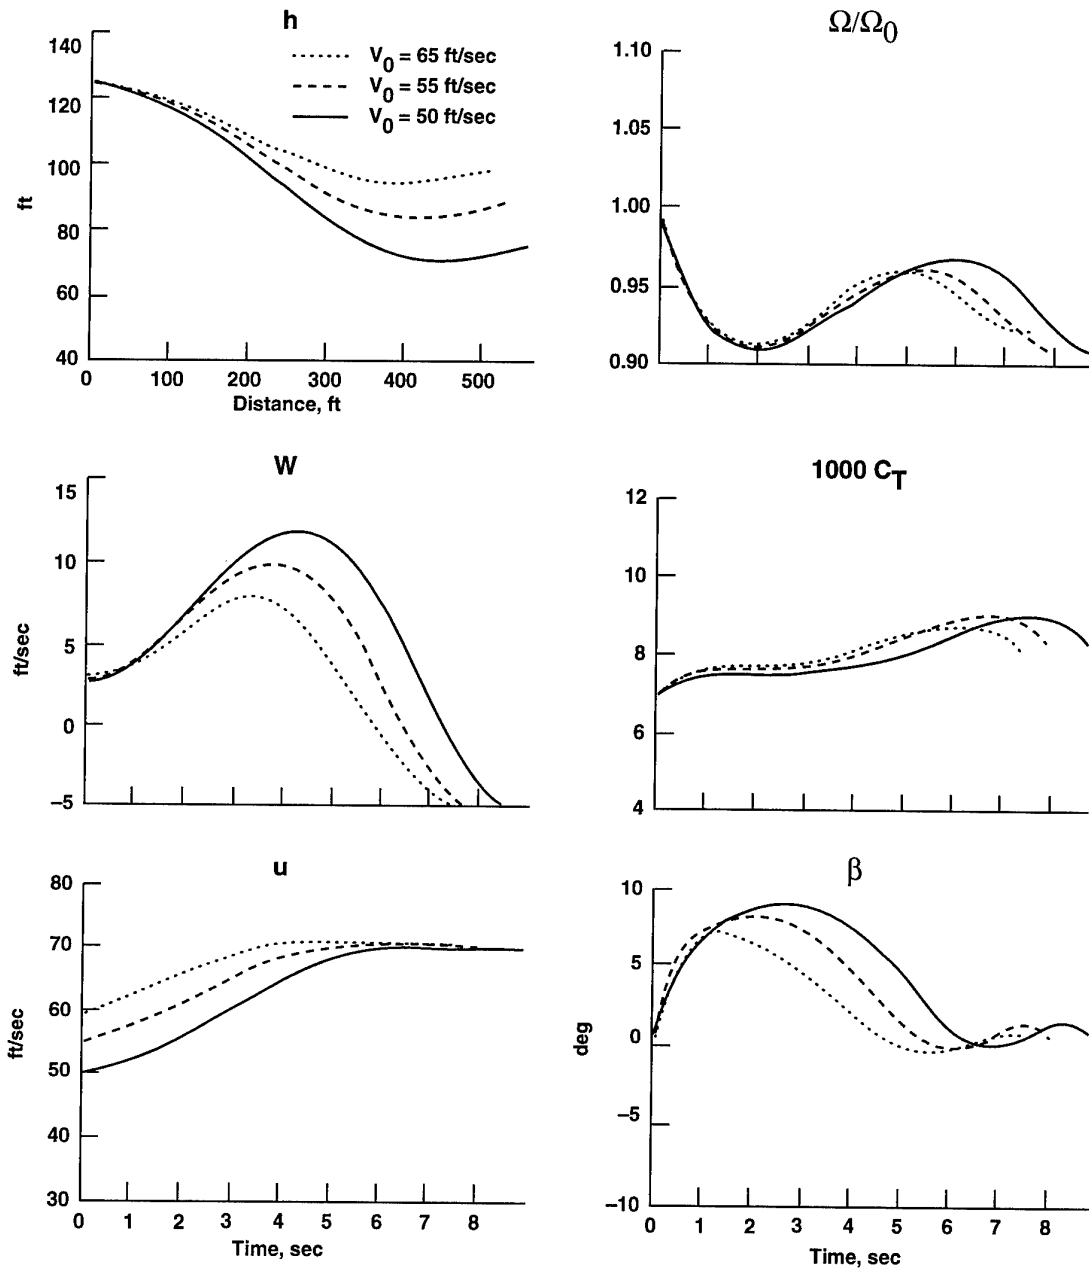 h
140
120
100
80
60
40
ft
V0 = 65 ft/sec
V0 = 55 ft/sec
V0 = 50 ft/sec
0 100 200 300 400 500
Distance, ft
Ω/Ω0
1.10
1.05
1.00
0.95
0.90
W
15
10
5
0
–5
ft/sec
1000 CT
12
10
8
6
4
u
80
70
60
50
40
30
ft/sec
0 1 2 3 4 5 6 7 8
Time, sec
β
10
5
0
–5
–10
deg
0 1 2 3 4 5 6 7 8
Time, sec